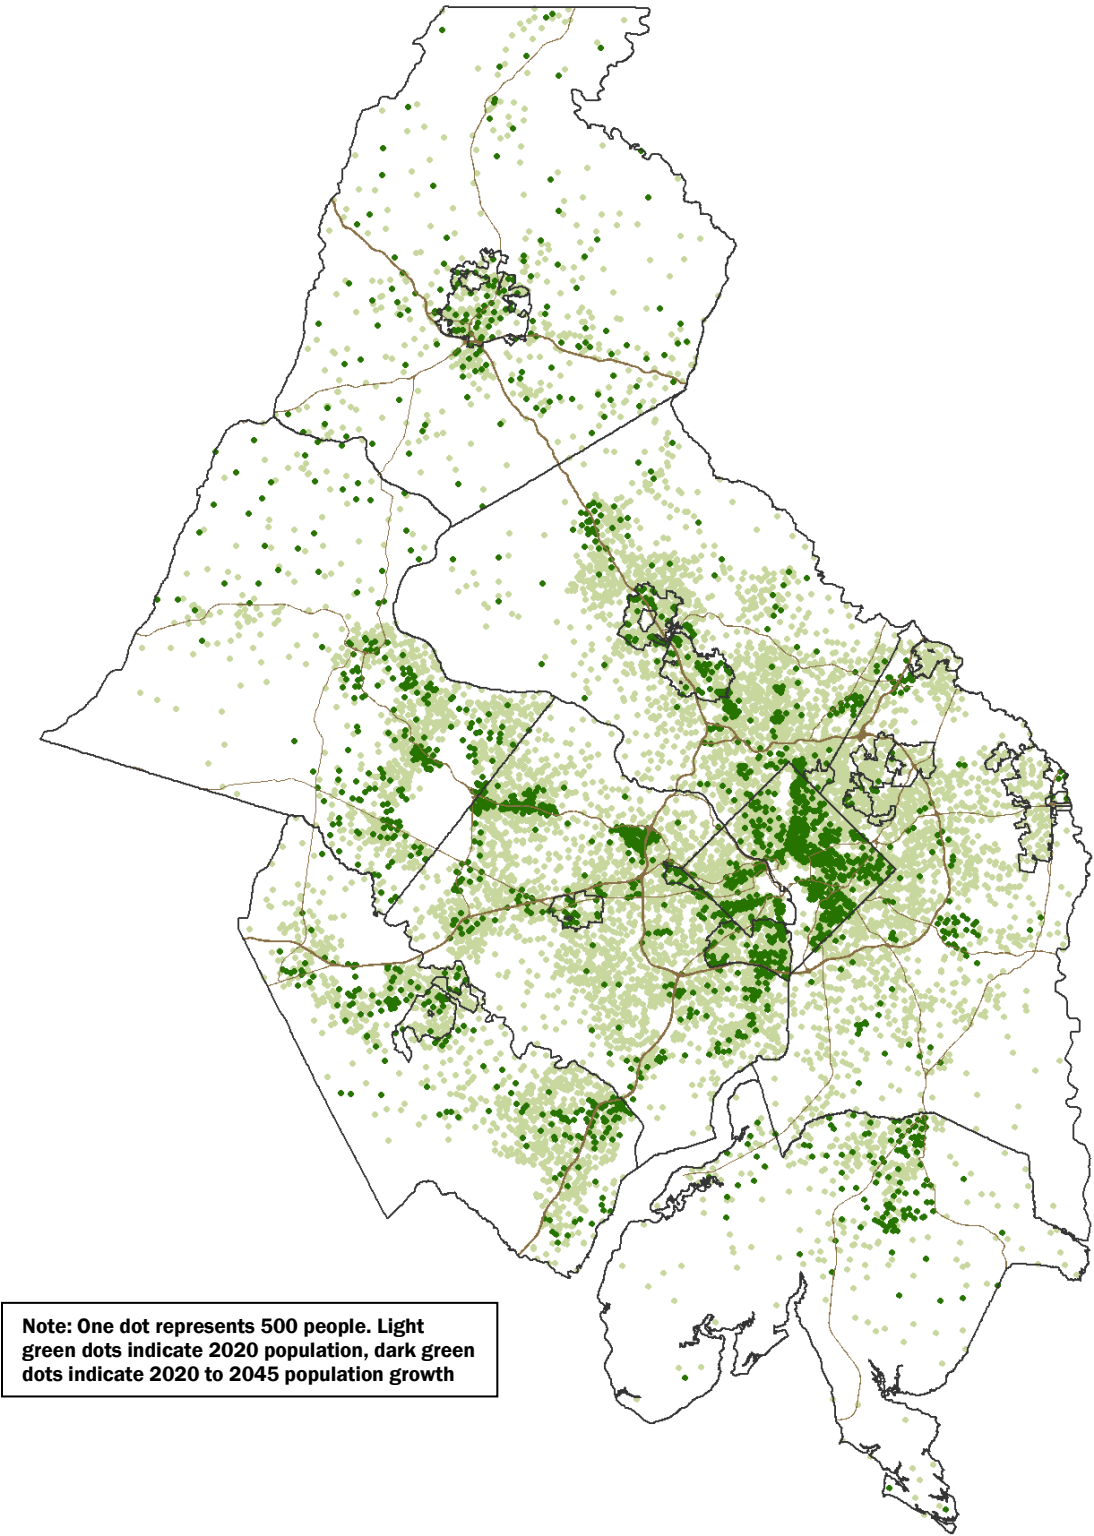 Note: One dot represents 500 people. Light
green dots indicate 2020 population, dark green
dots indicate 2020 to 2045 population growth